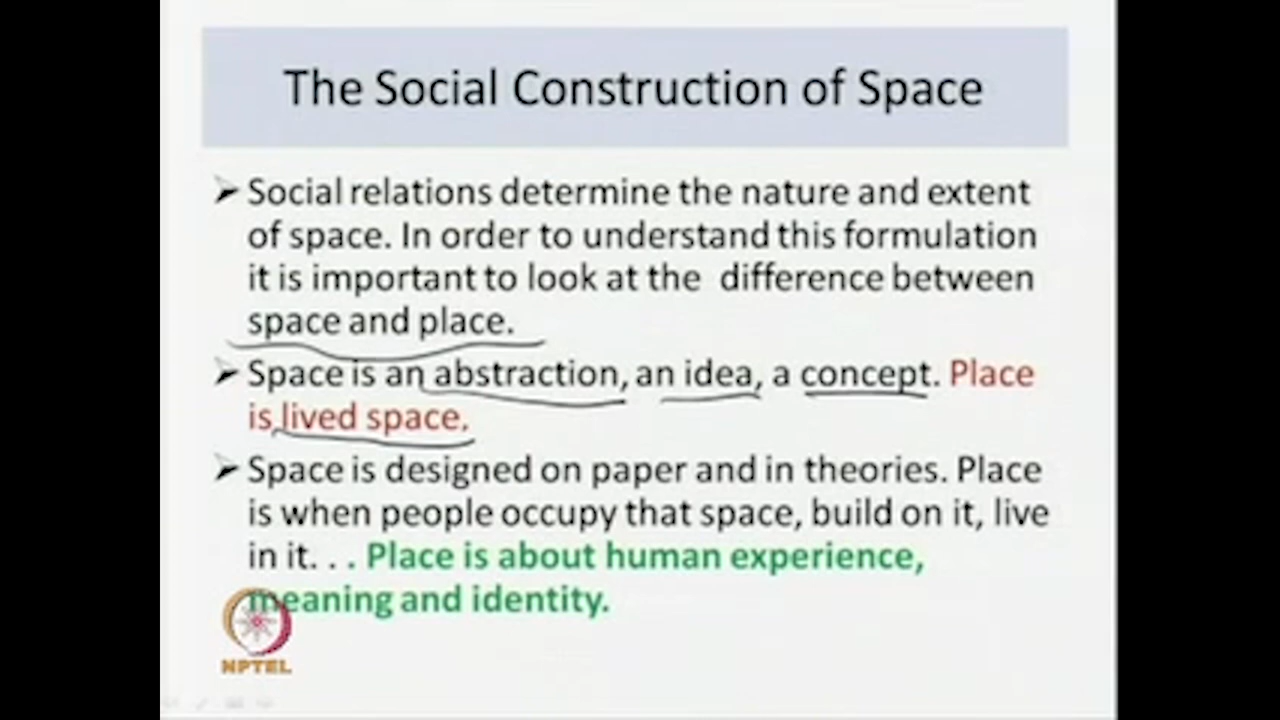 The Social Construction of Space
➢ Social relations determine the nature and extent
of space. In order to understand this formulation
it is important to look at the difference between
space and place.
➢ Space is an abstraction, an idea, a concept. Place
is lived space.
➢ Space is designed on paper and in theories. Place
is when people occupy that space, build on it, live
in it. . . Place is about human experience,
meaning and identity.
NPTEL